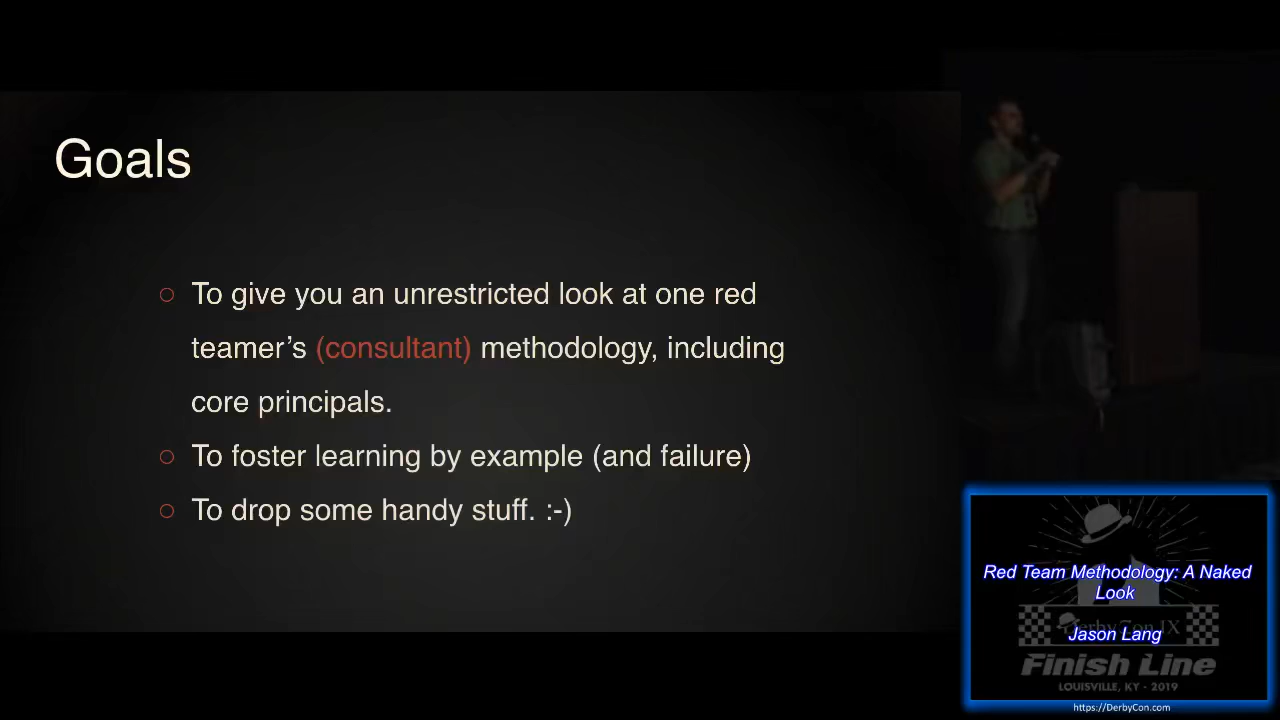 Goals
○ To give you an unrestricted look at one red
teamer’s (consultant) methodology, including
core principals.
○ To foster learning by example (and failure)
○ To drop some handy stuff. :-)
Red Team Methodology: A Naked
Look
DerbyCon IX
Jason Lang
Finish Line
LOUISVILLE, KY - 2019
https://DerbyCon.com